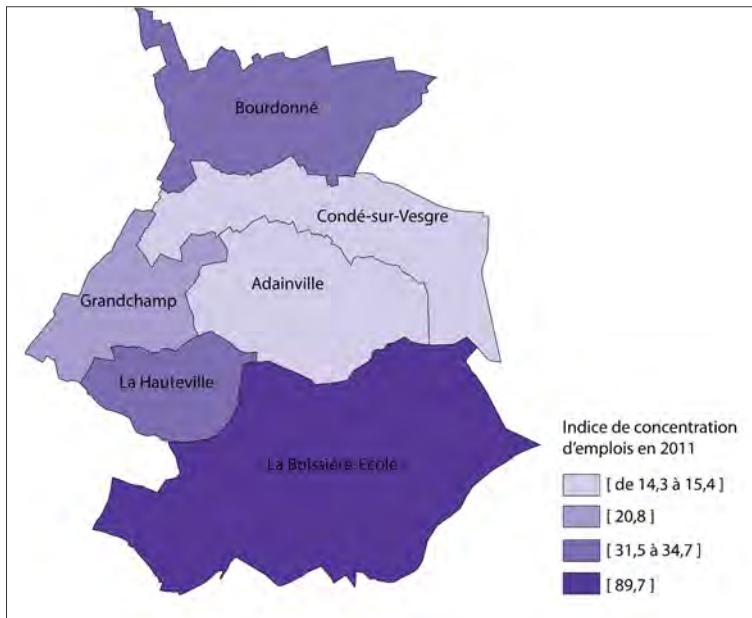 Bourdonné
Condé-sur-Vesgre
Adainville
Grandchamp
La Hauteville
La Boissière-Ecole
Indice de concentration
d'emplois en 2011
[ de 14,3 à 15,4 ]
[ 20,8 ]
[ 31,5 à 34,7 ]
[ 89,7 ]